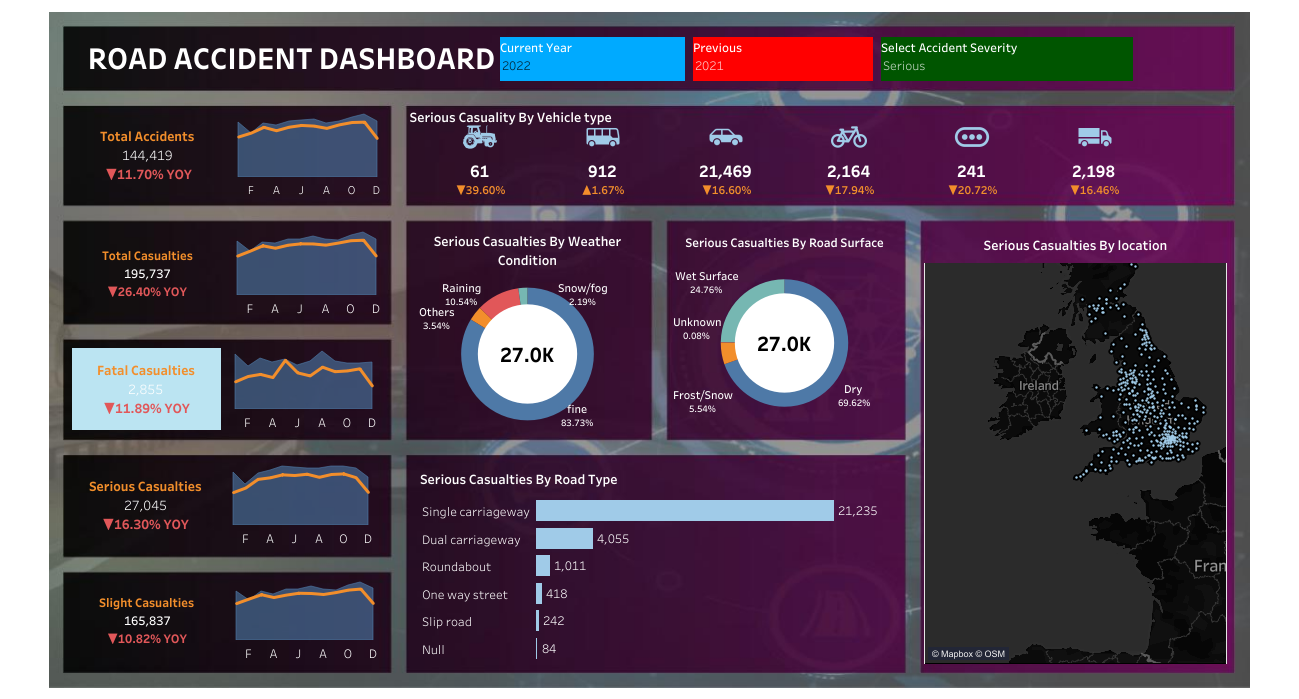 ROAD ACCIDENT DASHBOARD
Current Year
2022
Previous
2021
Select Accident Severity
Serious
Total Accidents
144,419
▼11.70% YOY
F A J A O D
Serious Casuality By Vehicle type
61
▼39.60%
912
▲1.67%
21,469
▼16.60%
2,164
▼17.94%
241
▼20.72%
2,198
▼16.46%
Total Casualties
195,737
▼26.40% YOY
F A J A O D
Fatal Casualties
2,855
▼11.89% YOY
F A J A O D
Serious Casualties
27,045
▼16.30% YOY
F A J A O D
Slight Casualties
165,837
▼10.82% YOY
F A J A O D
Serious Casualties By Weather
Condition
Raining
10.54%
Snow/fog
2.19%
Others
3.54%
27.0K
fine
83.73%
Serious Casualties By Road Surface
Wet Surface
24.76%
Unknown
0.08%
27.0K
Frost/Snow
5.54%
Dry
69.62%
Serious Casualties By Road Type
Single carriageway 21,235
Dual carriageway 4,055
Roundabout 1,011
One way street 418
Slip road 242
Null 84
Serious Casualties By location
Ireland
Fran
© Mapbox © OSM